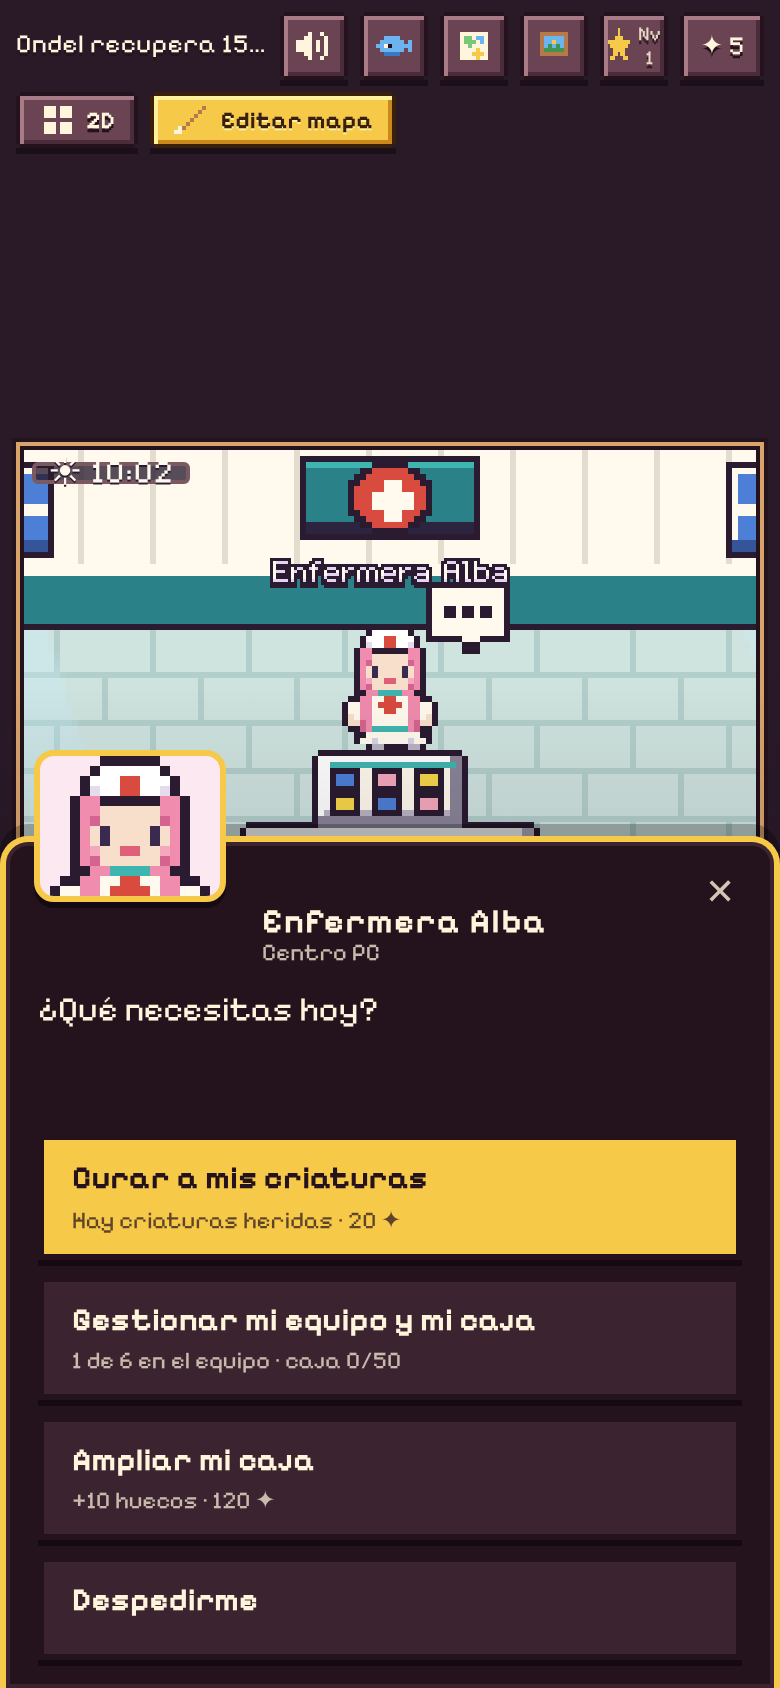 Ondel recupera 15...
Nv
1
✦ 5
2D
Editar mapa
10:02
Enfermera Alba
Enfermera Alba
Centro PC
¿Qué necesitas hoy?
Curar a mis criaturas
Hay criaturas heridas · 20 ✦
Gestionar mi equipo y mi caja
1 de 6 en el equipo · caja 0/50
Ampliar mi caja
+10 huecos · 120 ✦
Despedirme